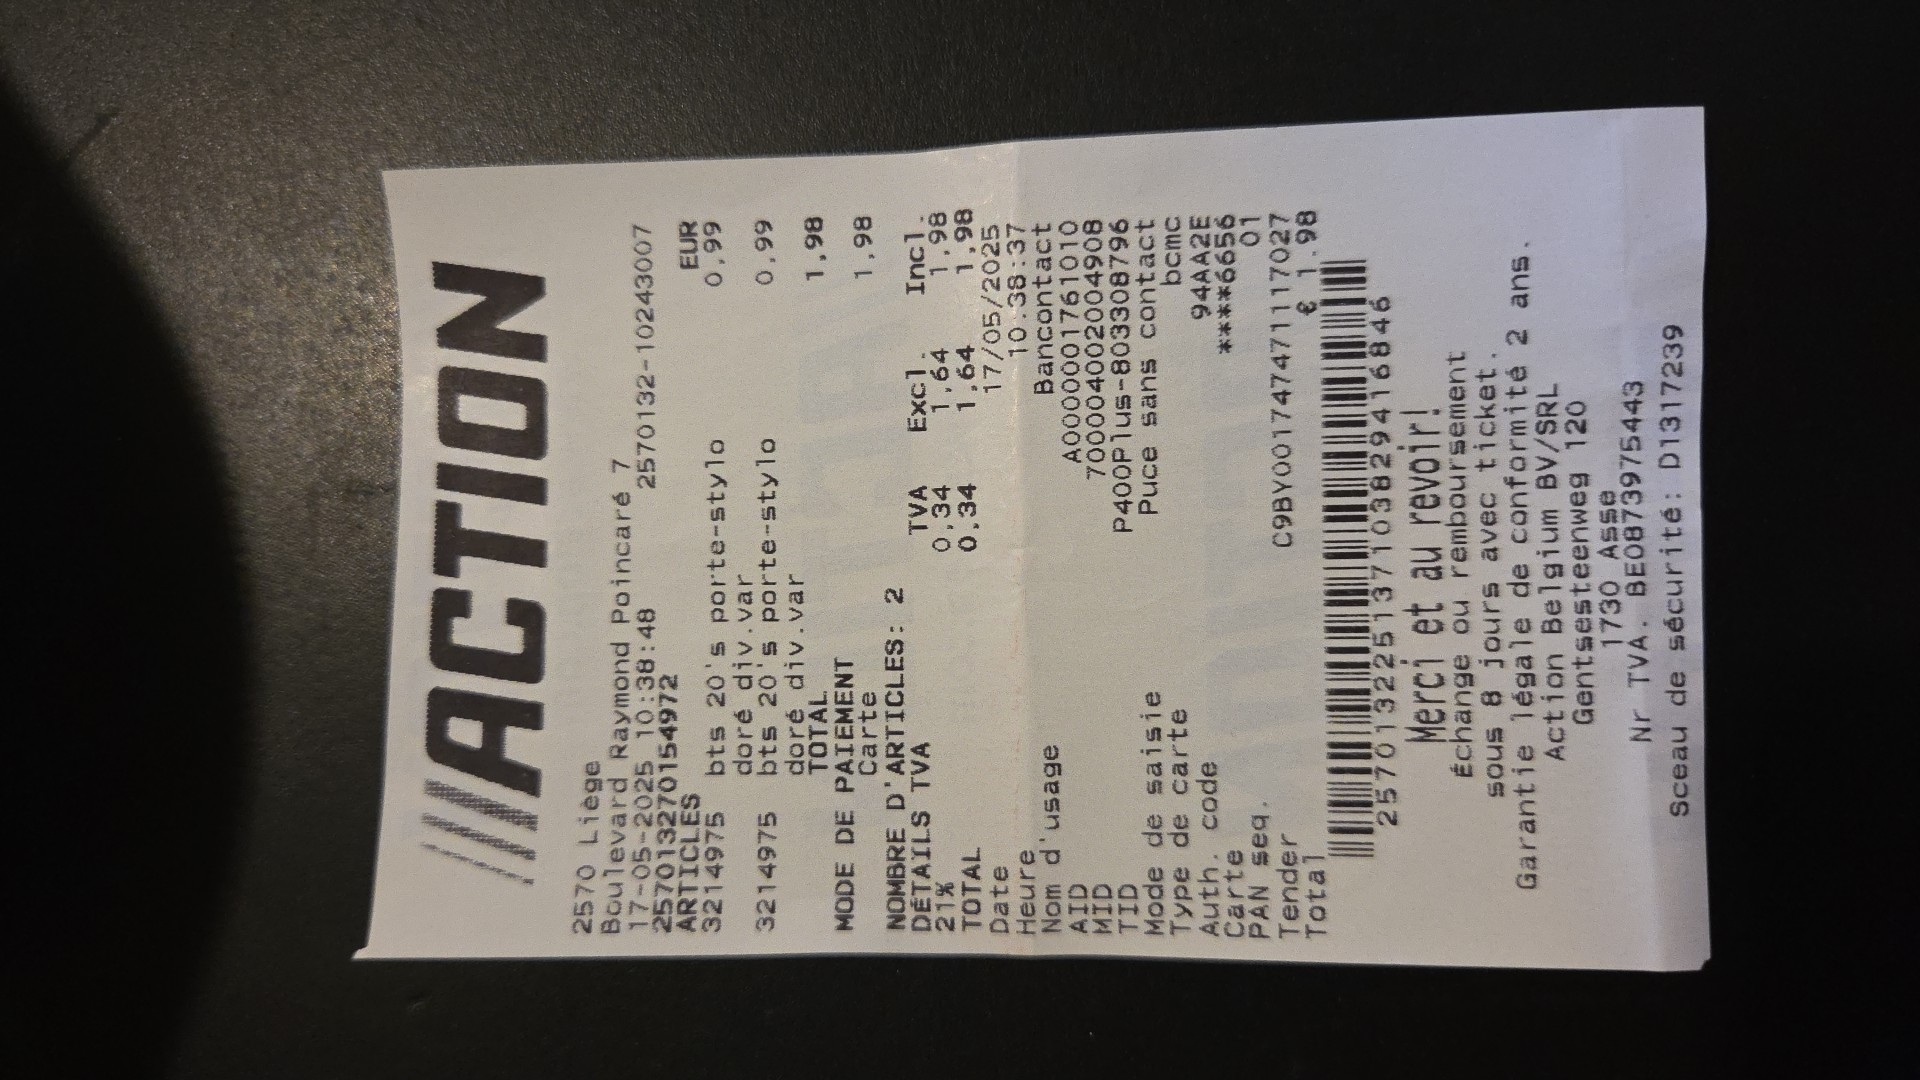 ACTION
2570 Liège
Boulevard Raymond Poincaré 7
17-05-2025 10:38:48 2570132-10243007
257013270154972
ARTICLES EUR
3214975 bts 20's porte-stylo 0,99
doré div.var
3214975 bts 20's porte-stylo 0,99
doré div.var
TOTAL 1,98
MODE DE PAIEMENT
Carte 1,98
NOMBRE D'ARTICLES: 2
DÉTAILS TVA TVA Excl. Incl.
21% 0,34 1,64 1,98
TOTAL 0,34 1,64 1,98
Date 17/05/2025
Heure 10:38:37
Nom d'usage Bancontact
AID A0000001761010
MID 700004002004908
TID P400Plus-803308796
Mode de saisie Puce sans contact
Type de carte bcmc
Auth. code 94AA2E
Carte ****6656
PAN seq. 01
Tender C9BY001747471117027
Total € 1.98
257013225137103829416846
Merci et au revoir!
Échange ou remboursement
sous 8 jours avec ticket.
Garantie légale de conformité 2 ans.
Action Belgium BV/SRL
Gentsesteenweg 120
1730 Asse
Nr TVA. BE0873975443
Sceau de sécurité: D1317239